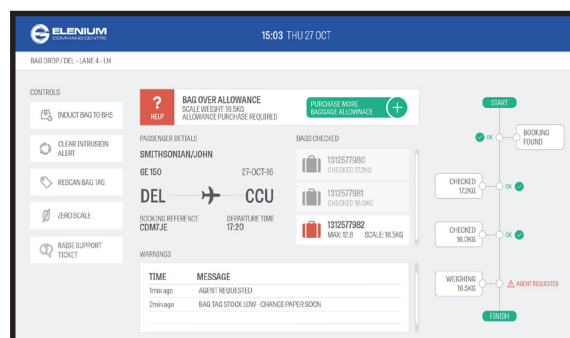 ELENIUM
COMMAND CENTRE
15:03 THU 27 OCT
BAG DROP / DEL - LANE 4 - LH
CONTROLS
INDUCT BAG TO BHS
CLEAR INTRUSION
ALERT
RESCAN BAG TAG
ZERO SCALE
RAISE SUPPORT
TICKET
?
HELP
BAG OVER ALLOWANCE
SCALE WEIGHT: 16.5KG
ALLOWANCE PURCHASE REQUIRED
PURCHASE MORE
BAGGAGE ALLOWNACE
PASSENGER DETIALS
SMITHSONIAN/JOHN
6E 150 27-OCT-16
DEL CCU
BOOKING REFERENCE DEPARTURE TIME
CDM7JE 17:20
BAGS CHECKED
1312577980
CHECKED 17.2KG
1312577981
CHECKED 16.0KG
1312577982
MAX: 12.8 SCALE: 16.5KG
WARNINGS
TIME MESSAGE
1min ago AGENT REQUESTED
2min ago BAG TAG STOCK LOW - CHANGE PAPER SOON
START
OK
BOOKING
FOUND
CHECKED
17.2KG
OK
CHECKED
16.0KG
OK
WEIGHING
16.5KG
AGENT REQUESTED
FINISH